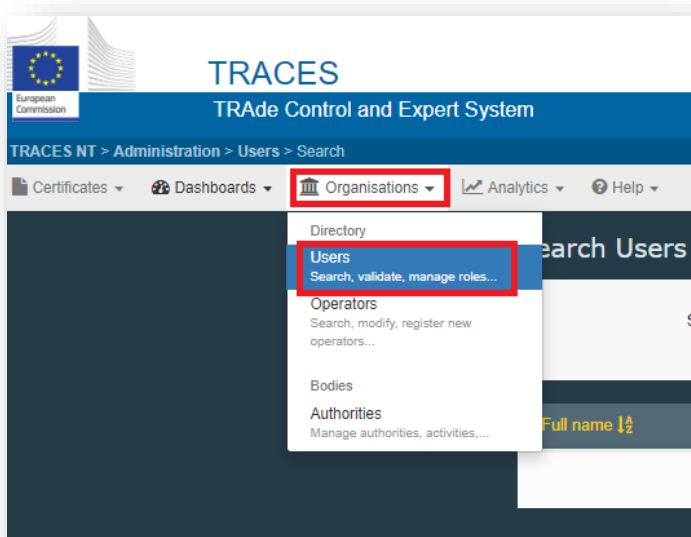 European
Commission
TRACES
TRAde Control and Expert System
TRACES NT > Administration > Users > Search
Certificates Dashboards Organisations Analytics Help
Directory
Users
Search, validate, manage roles...
Operators
Search, modify, register new
operators...
Bodies
Authorities
Manage authorities, activities,...
earch Users
Full name